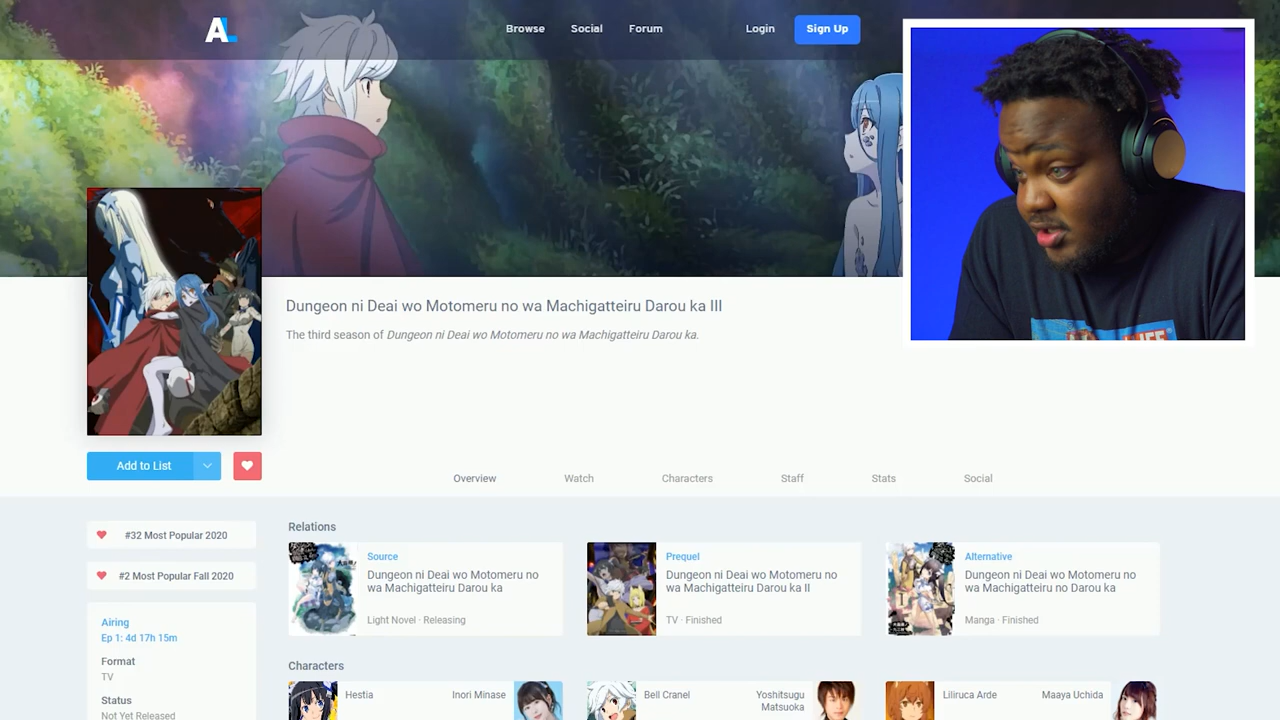 AL
Browse
Social
Forum
Login
Sign Up
Dungeon ni Deai wo Motomeru no wa Machigatteiru Darou ka III
The third season of Dungeon ni Deai wo Motomeru no wa Machigatteiru Darou ka.
Add to List
Overview
Watch
Characters
Staff
Stats
Social
#32 Most Popular 2020
#2 Most Popular Fall 2020
Airing
Ep 1: 4d 17h 15m
Format
TV
Status
Not Yet Released
Relations
Source
Dungeon ni Deai wo Motomeru no
wa Machigatteiru Darou ka
Light Novel · Releasing
Prequel
Dungeon ni Deai wo Motomeru no
wa Machigatteiru Darou ka II
TV · Finished
Alternative
Dungeon ni Deai wo Motomeru no
wa Machigatteiru no Darou ka
Manga · Finished
Characters
Hestia
Inori Minase
Bell Cranel
Yoshitsugu
Matsuoka
Liliruca Arde
Maaya Uchida